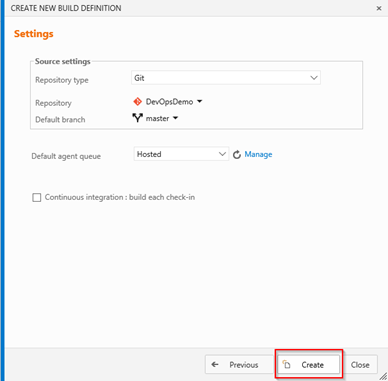 CREATE NEW BUILD DEFINITION
Settings
Source settings
Repository type Git
Repository DevOpsDemo
Default branch master
Default agent queue Hosted Manage
Continuous integration : build each check-in
Previous Create Close